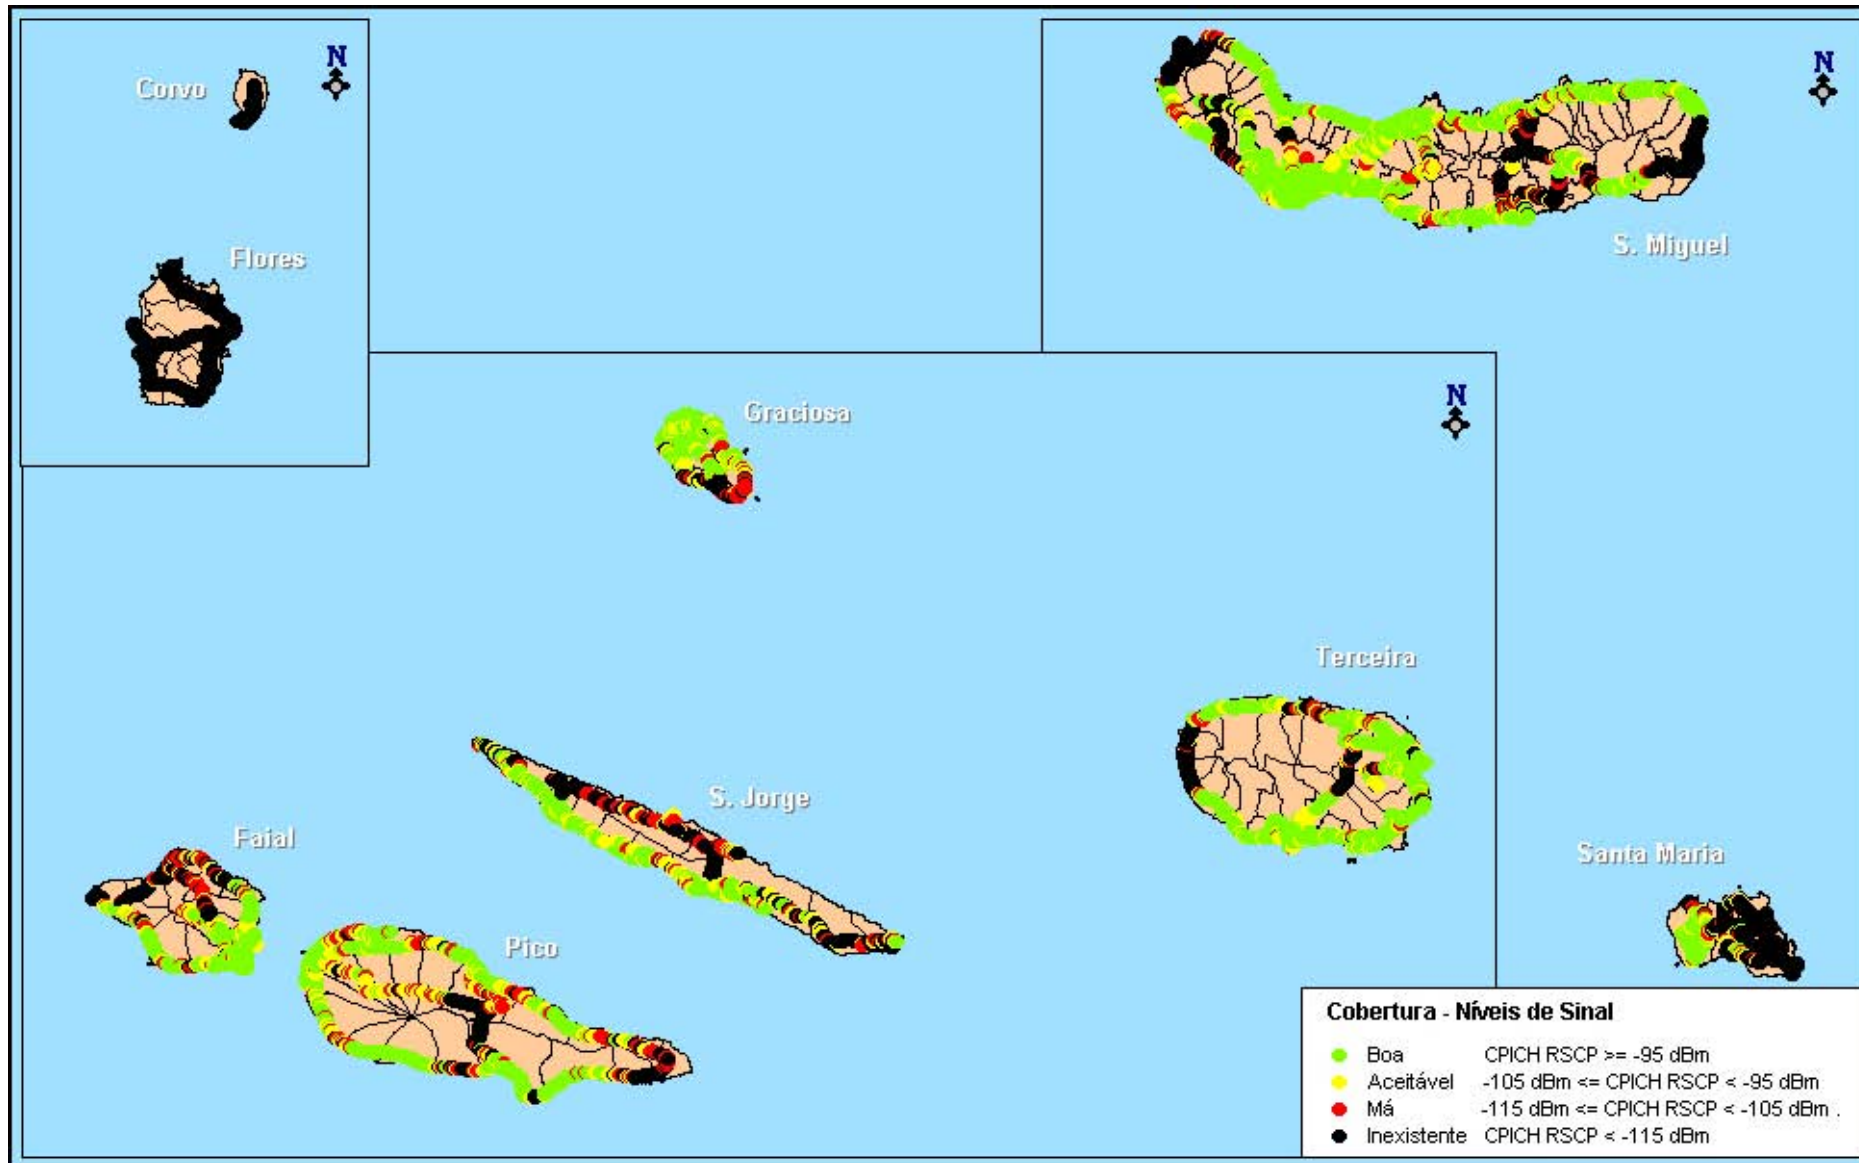 N
Corvo
Flores
N
S. Miguel
N
Graciosa
Terceira
S. Jorge
Faial
Pico
Santa Maria
Cobertura - Níveis de Sinal
Boa CPICH RSCP >= -95 dBm
Aceitável -105 dBm <= CPICH RSCP < -95 dBm
Má -115 dBm <= CPICH RSCP < -105 dBm .
Inexistente CPICH RSCP < -115 dBm